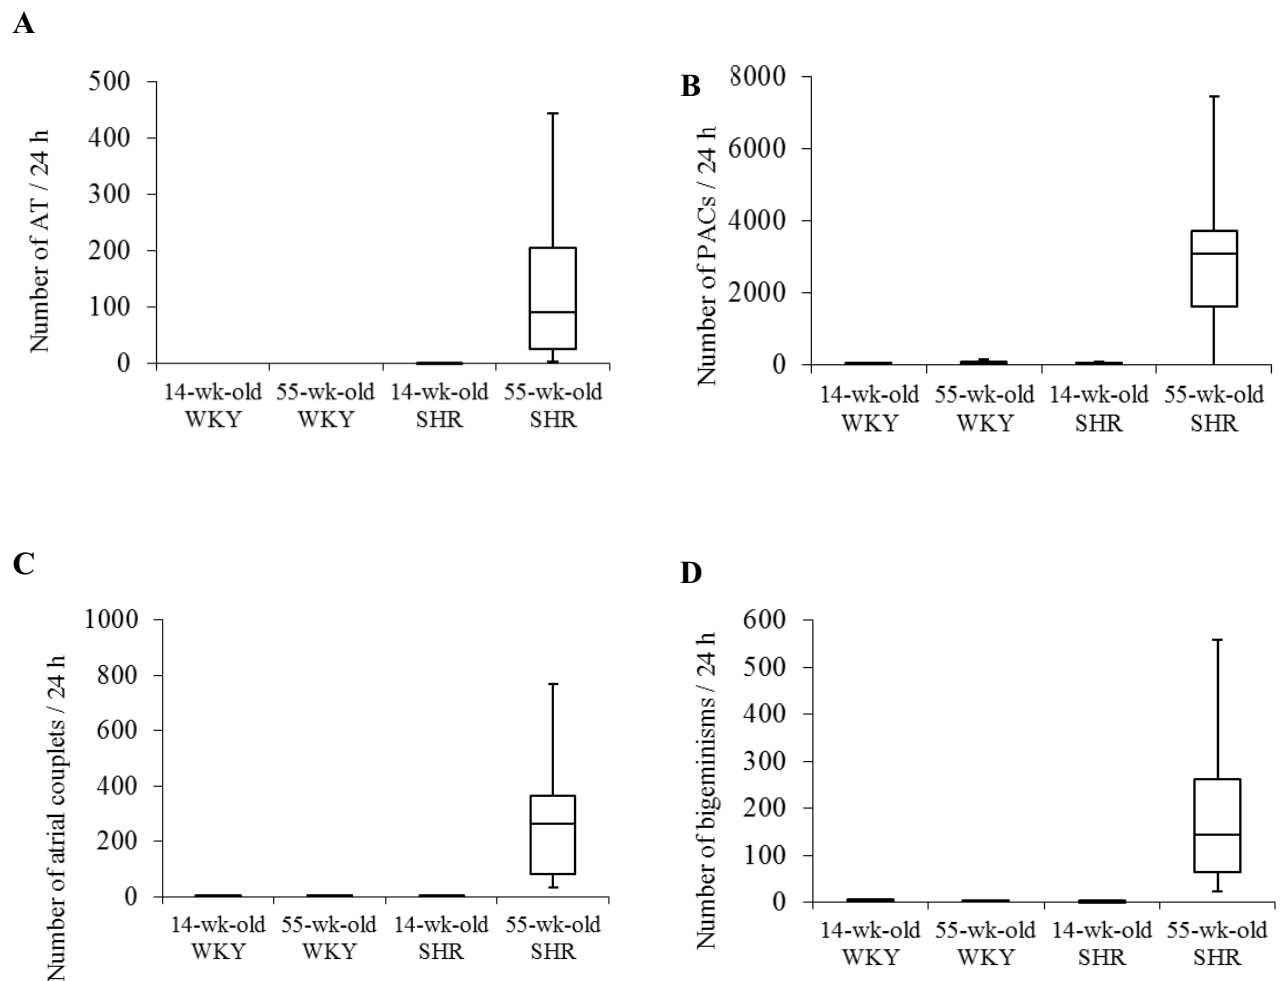 A
Number of AT / 24 h
500
400
300
200
100
0
14-wk-old 55-wk-old 14-wk-old 55-wk-old
WKY WKY SHR SHR
B
Number of PACs / 24 h
8000
6000
4000
2000
0
14-wk-old 55-wk-old 14-wk-old 55-wk-old
WKY WKY SHR SHR
C
Number of atrial couplets / 24 h
1000
800
600
400
200
0
14-wk-old 55-wk-old 14-wk-old 55-wk-old
WKY WKY SHR SHR
D
Number of bigeminisms / 24 h
600
500
400
300
200
100
0
14-wk-old 55-wk-old 14-wk-old 55-wk-old
WKY WKY SHR SHR